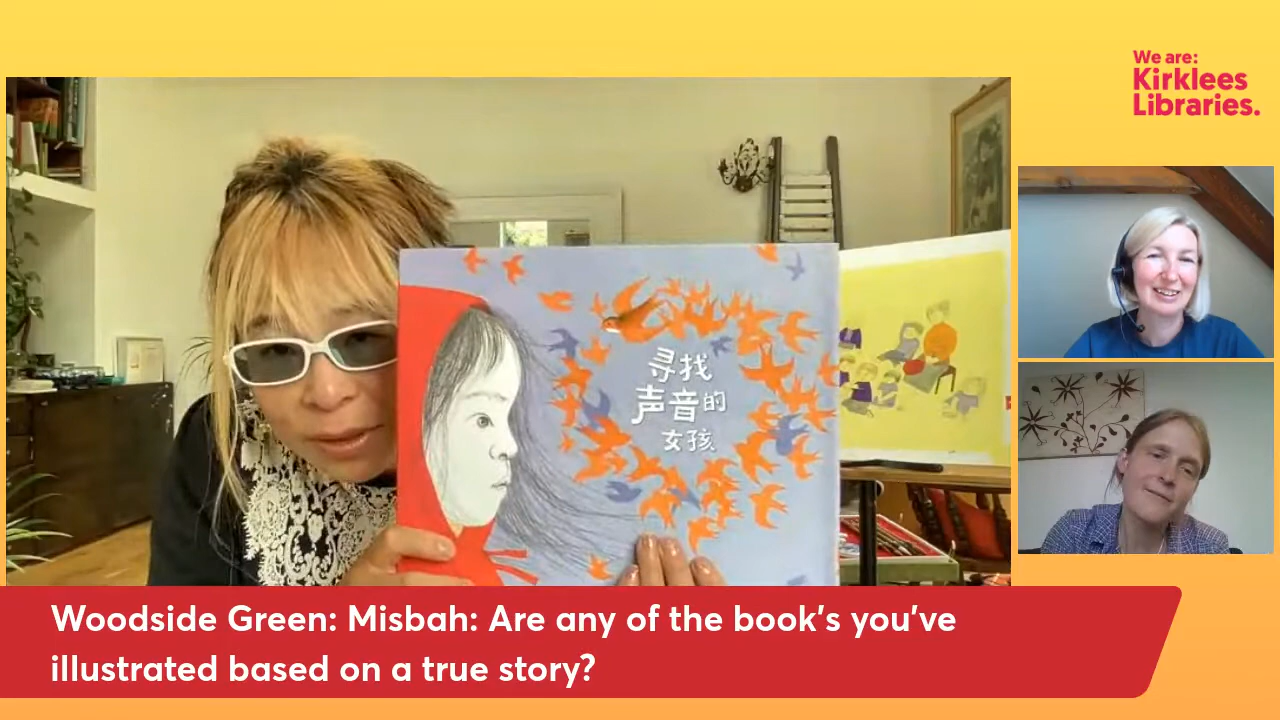 We are:
Kirklees
Libraries.
寻找
声音的
女孩
Woodside Green: Misbah: Are any of the book's you've
illustrated based on a true story?